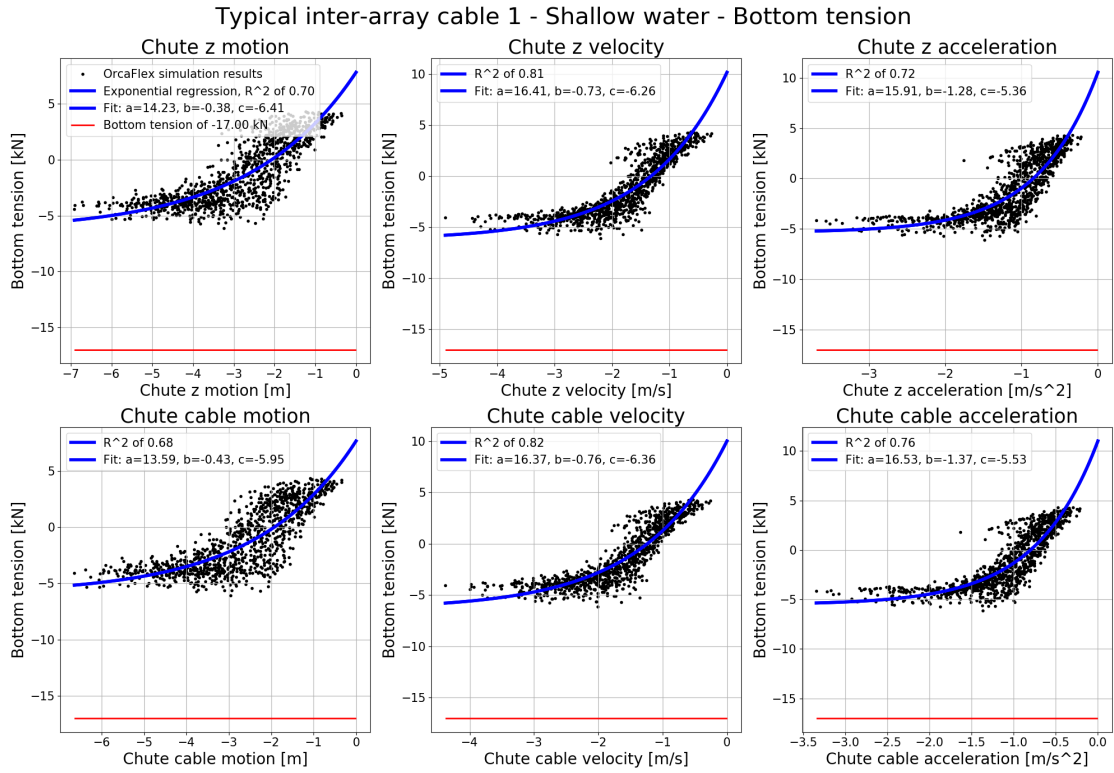 Typical inter-array cable 1 - Shallow water - Bottom tension
Chute z motion
OrcaFlex simulation results
Exponential regression, R^2 of 0.70
Fit: a=14.23, b=-0.38, c=-6.41
Bottom tension of -17.00 kN
Bottom tension [kN]
5
0
−5
−10
−15
−7 −6 −5 −4 −3 −2 −1 0
Chute z motion [m]
Chute z velocity
R^2 of 0.81
Fit: a=16.41, b=-0.73, c=-6.26
Bottom tension [kN]
10
5
0
−5
−10
−15
−5 −4 −3 −2 −1 0
Chute z velocity [m/s]
Chute z acceleration
R^2 of 0.72
Fit: a=15.91, b=-1.28, c=-5.36
Bottom tension [kN]
10
5
0
−5
−10
−15
−3 −2 −1 0
Chute z acceleration [m/s^2]
Chute cable motion
R^2 of 0.68
Fit: a=13.59, b=-0.43, c=-5.95
Bottom tension [kN]
5
0
−5
−10
−15
−6 −5 −4 −3 −2 −1 0
Chute cable motion [m]
Chute cable velocity
R^2 of 0.82
Fit: a=16.37, b=-0.76, c=-6.36
Bottom tension [kN]
10
5
0
−5
−10
−15
−4 −3 −2 −1 0
Chute cable velocity [m/s]
Chute cable acceleration
R^2 of 0.76
Fit: a=16.53, b=-1.37, c=-5.53
Bottom tension [kN]
10
5
0
−5
−10
−15
−3.5 −3.0 −2.5 −2.0 −1.5 −1.0 −0.5 0.0
Chute cable acceleration [m/s^2]